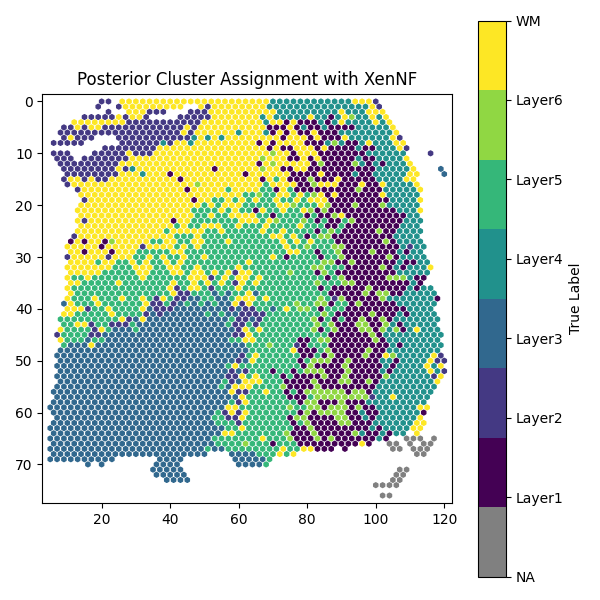 Posterior Cluster Assignment with XenNF
0
10
20
30
40
50
60
70
20
40
60
80
100
120
WM
Layer6
Layer5
Layer4
Layer3
Layer2
Layer1
NA
True Label